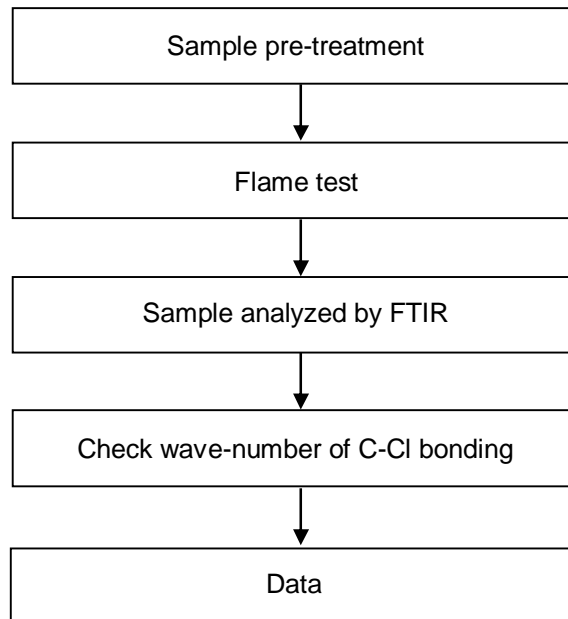 Sample pre-treatment
Flame test
Sample analyzed by FTIR
Check wave-number of C-Cl bonding
Data